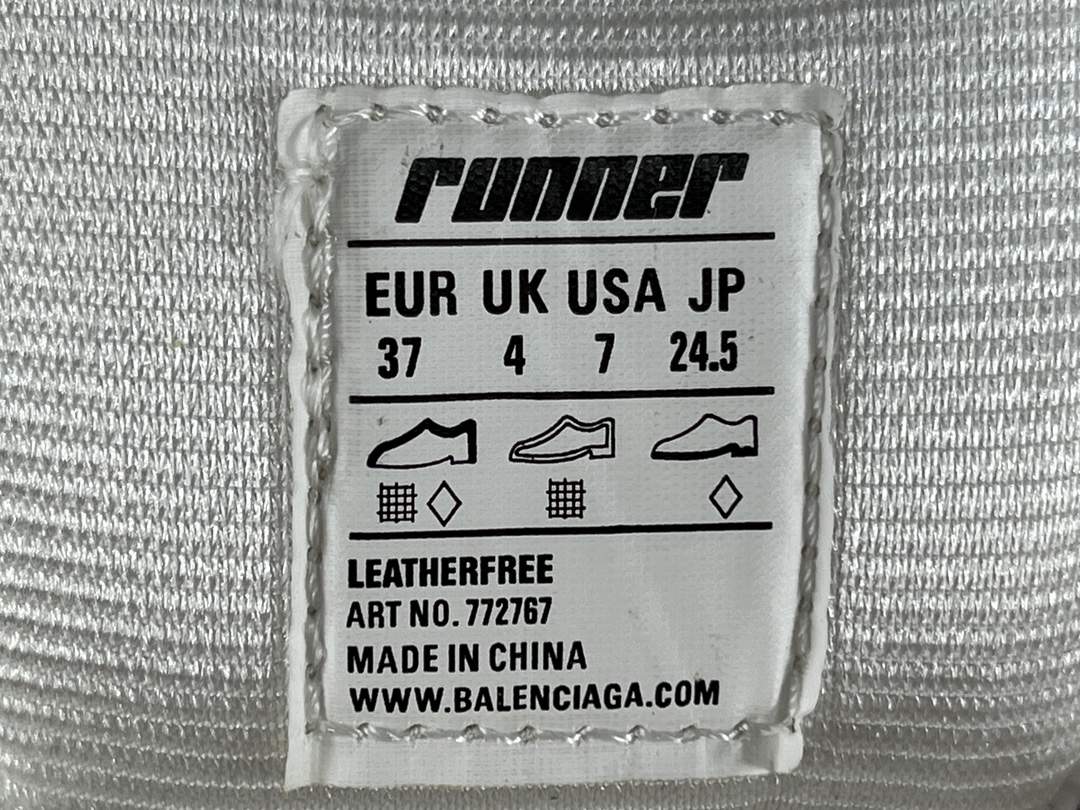 runner
EUR UK USA JP
37 4 7 24.5
LEATHERFREE
ART NO. 772767
MADE IN CHINA
WWW.BALENCIAGA.COM